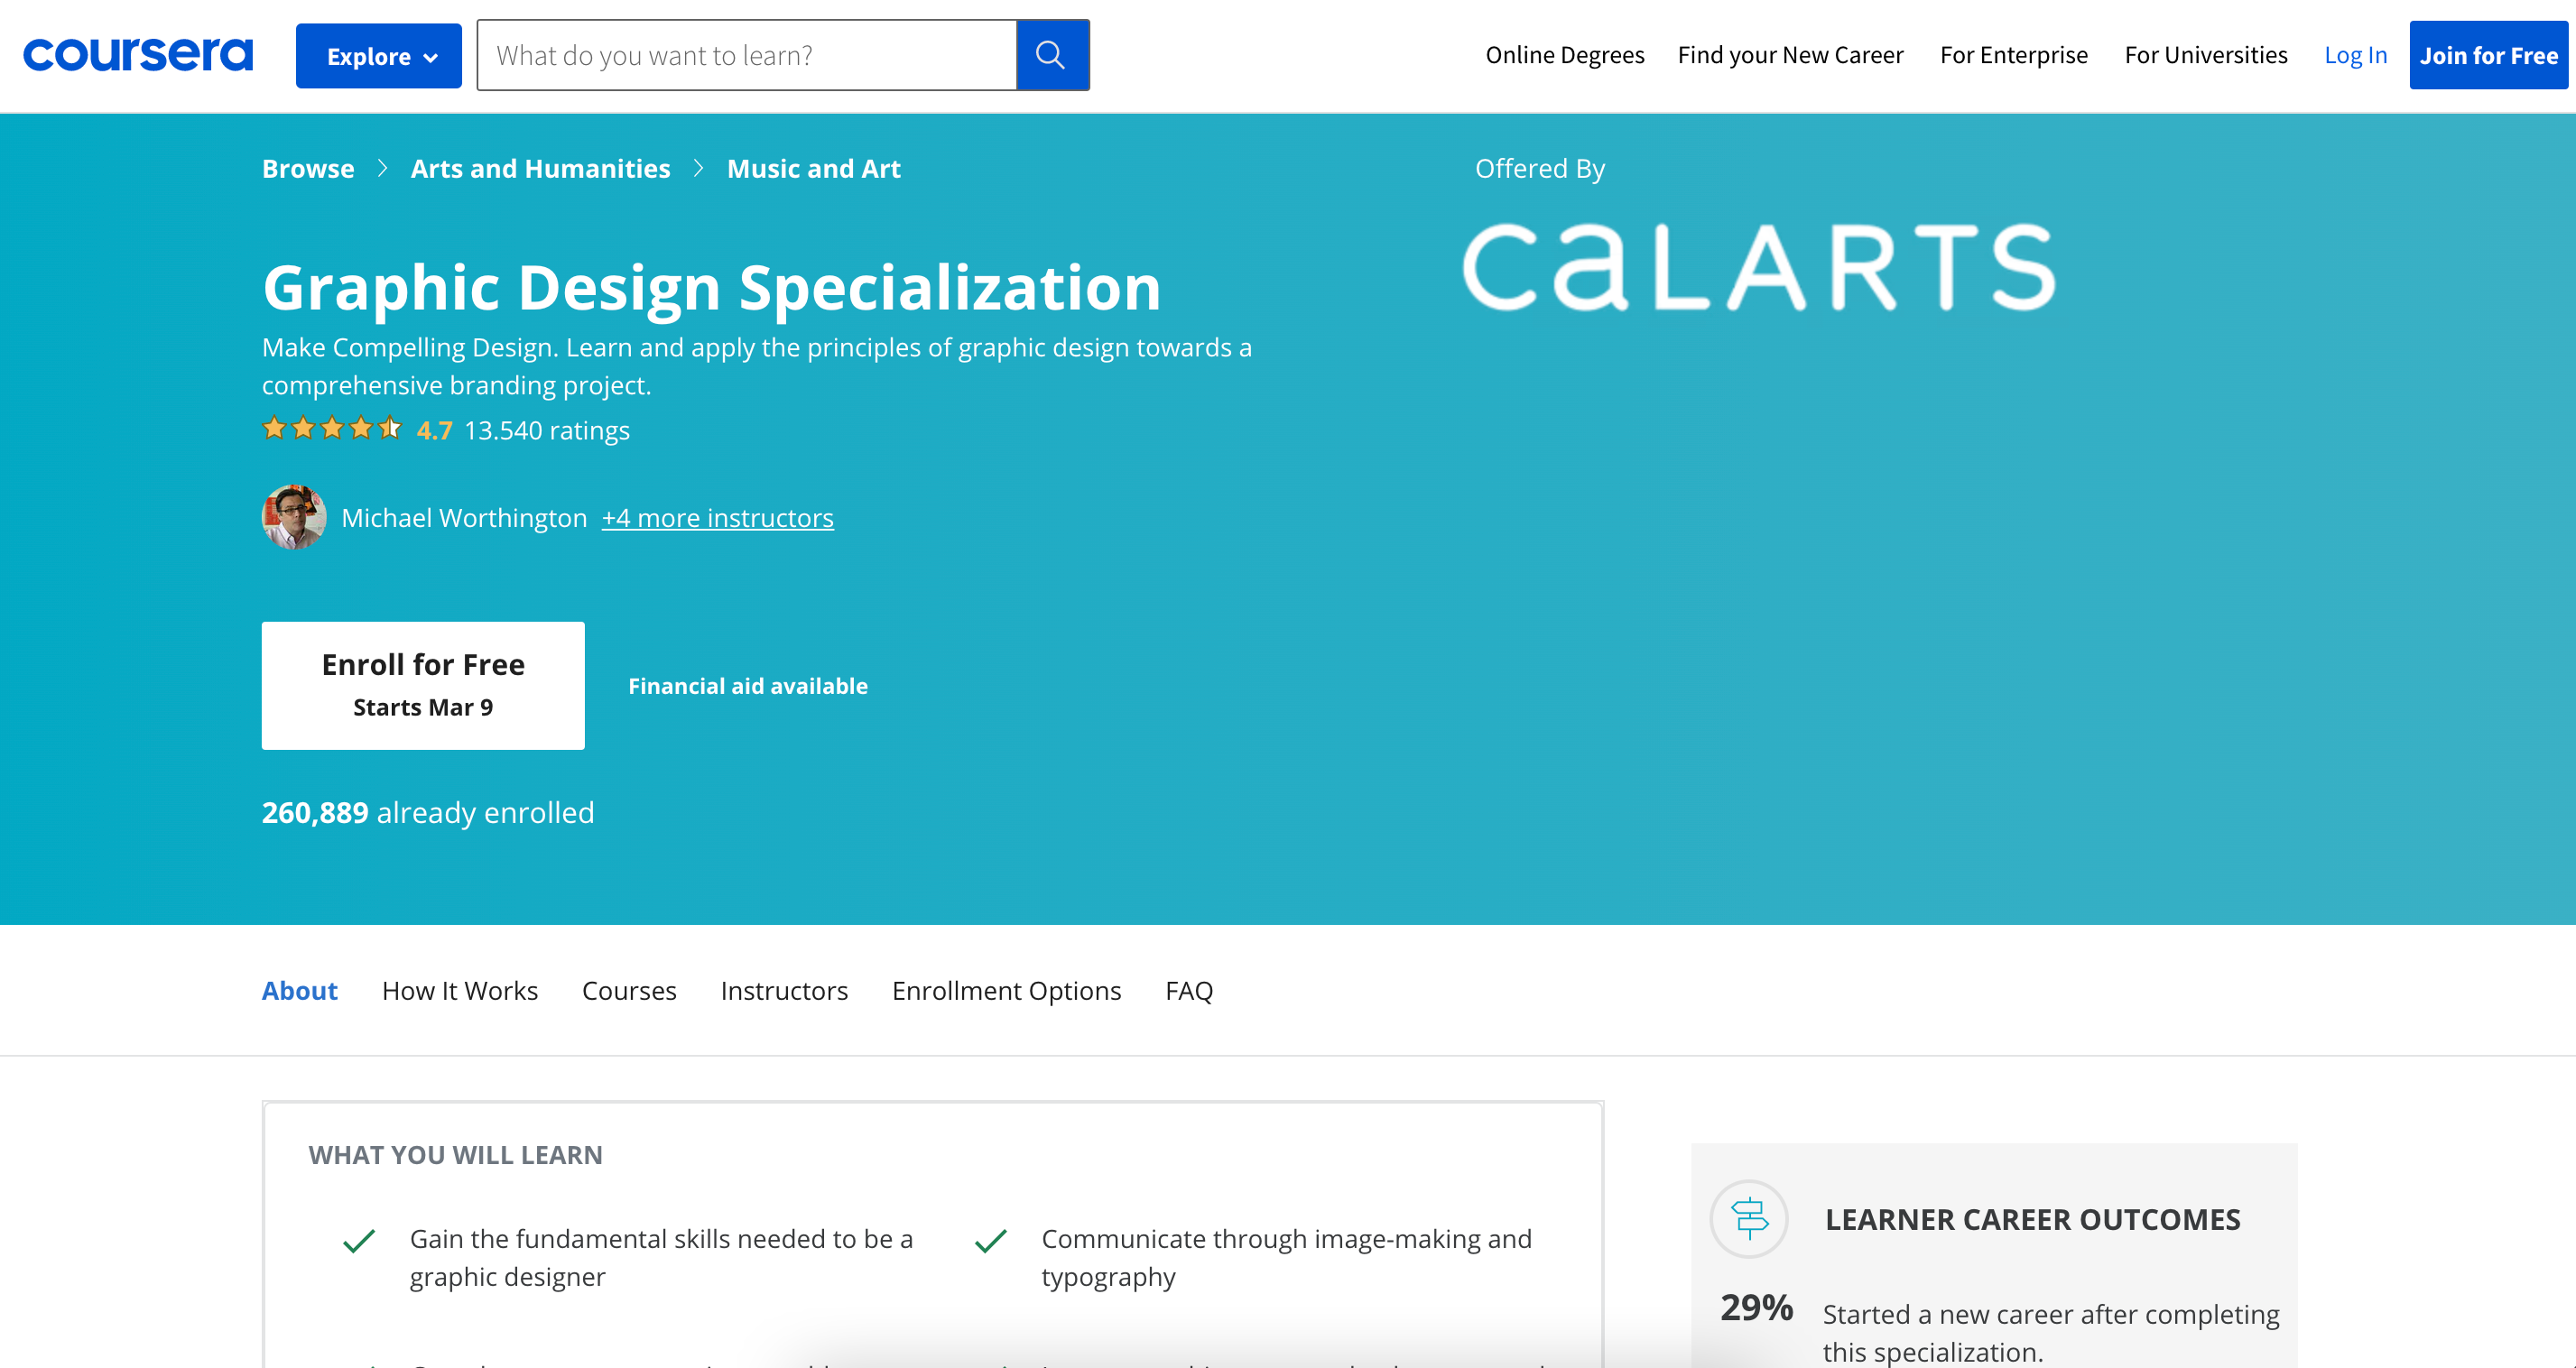 coursera
Explore
What do you want to learn?
Online Degrees
Find your New Career
For Enterprise
For Universities
Log In
Join for Free
Browse > Arts and Humanities > Music and Art
Offered By
CALARTS
Graphic Design Specialization
Make Compelling Design. Learn and apply the principles of graphic design towards a
comprehensive branding project.
4.7 13.540 ratings
Michael Worthington +4 more instructors
Enroll for Free
Starts Mar 9
Financial aid available
260,889 already enrolled
About
How It Works
Courses
Instructors
Enrollment Options
FAQ
WHAT YOU WILL LEARN
Gain the fundamental skills needed to be a
graphic designer
Communicate through image-making and
typography
LEARNER CAREER OUTCOMES
29%
Started a new career after completing
this specialization.